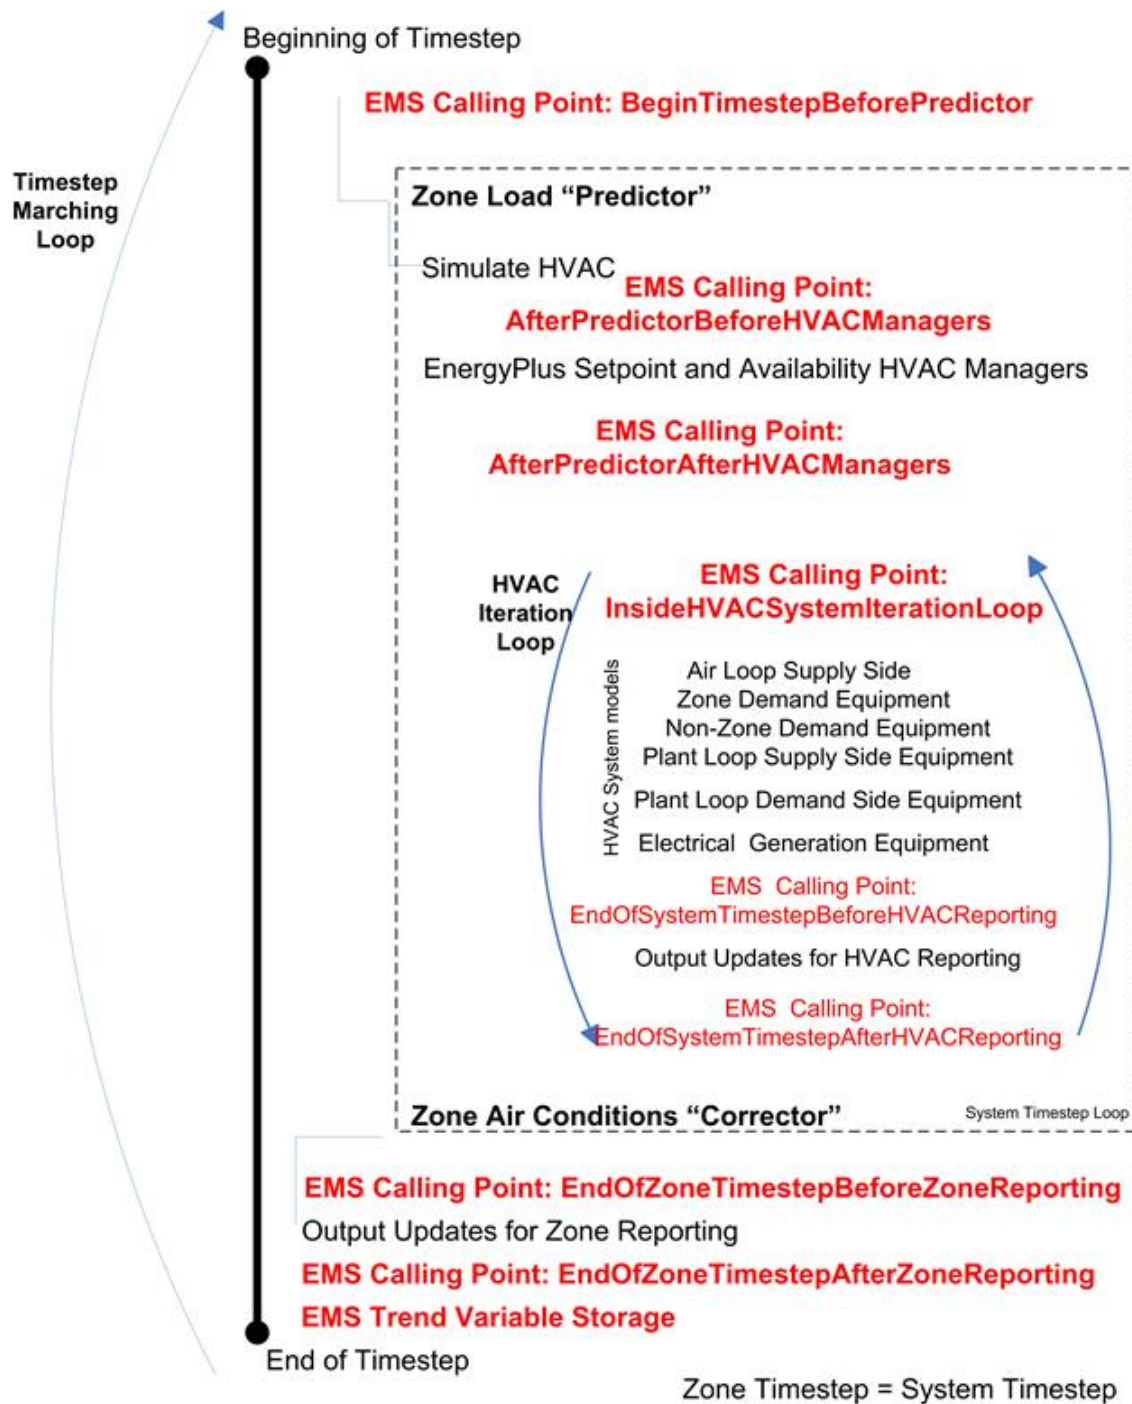 Beginning of Timestep
EMS Calling Point: BeginTimestepBeforePredictor
Timestep
Marching
Loop
Zone Load “Predictor”
Simulate HVAC
EMS Calling Point:
AfterPredictorBeforeHVACManagers
EnergyPlus Setpoint and Availability HVAC Managers
EMS Calling Point:
AfterPredictorAfterHVACManagers
HVAC
Iteration
Loop
EMS Calling Point:
InsideHVACSystemIterationLoop
HVAC System models
Air Loop Supply Side
Zone Demand Equipment
Non-Zone Demand Equipment
Plant Loop Supply Side Equipment
Plant Loop Demand Side Equipment
Electrical Generation Equipment
EMS Calling Point:
EndOfSystemTimestepBeforeHVACReporting
Output Updates for HVAC Reporting
EMS Calling Point:
EndOfSystemTimestepAfterHVACReporting
Zone Air Conditions “Corrector”
System Timestep Loop
EMS Calling Point: EndOfZoneTimestepBeforeZoneReporting
Output Updates for Zone Reporting
EMS Calling Point: EndOfZoneTimestepAfterZoneReporting
EMS Trend Variable Storage
End of Timestep
Zone Timestep = System Timestep